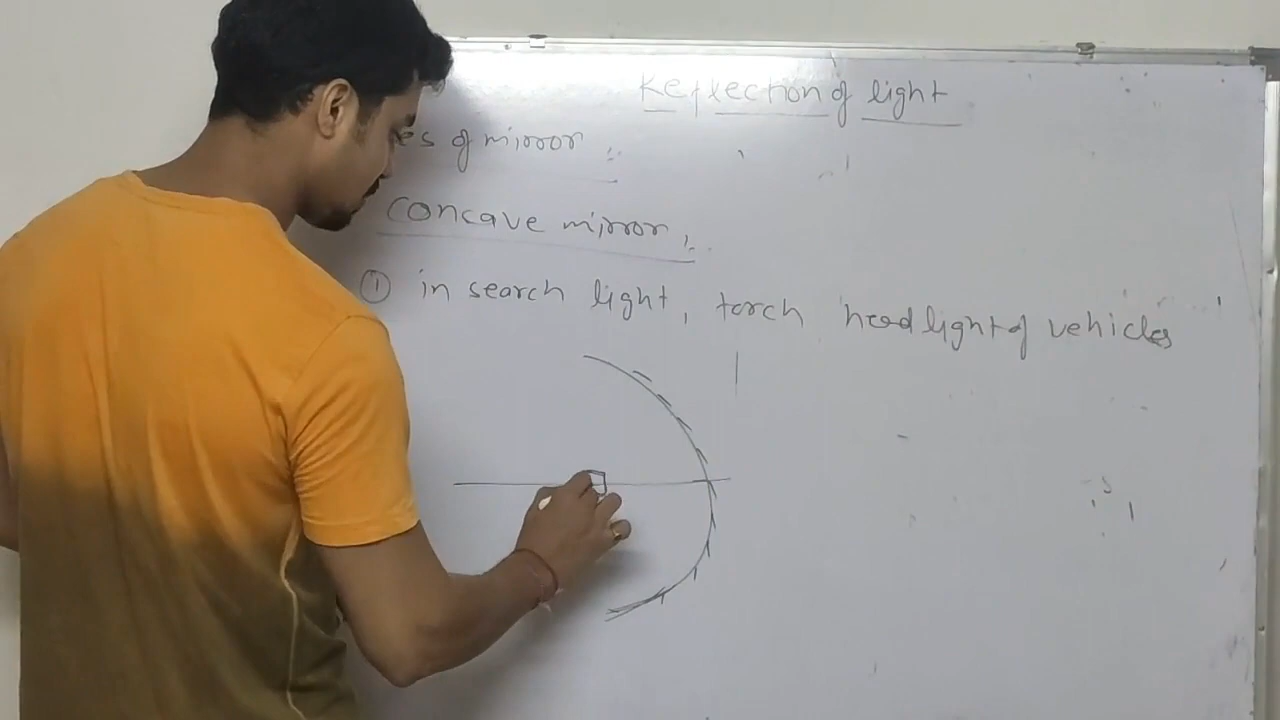 Reflection of light
es of mirror
Concave mirror
① in search light, torch head light of vehicles